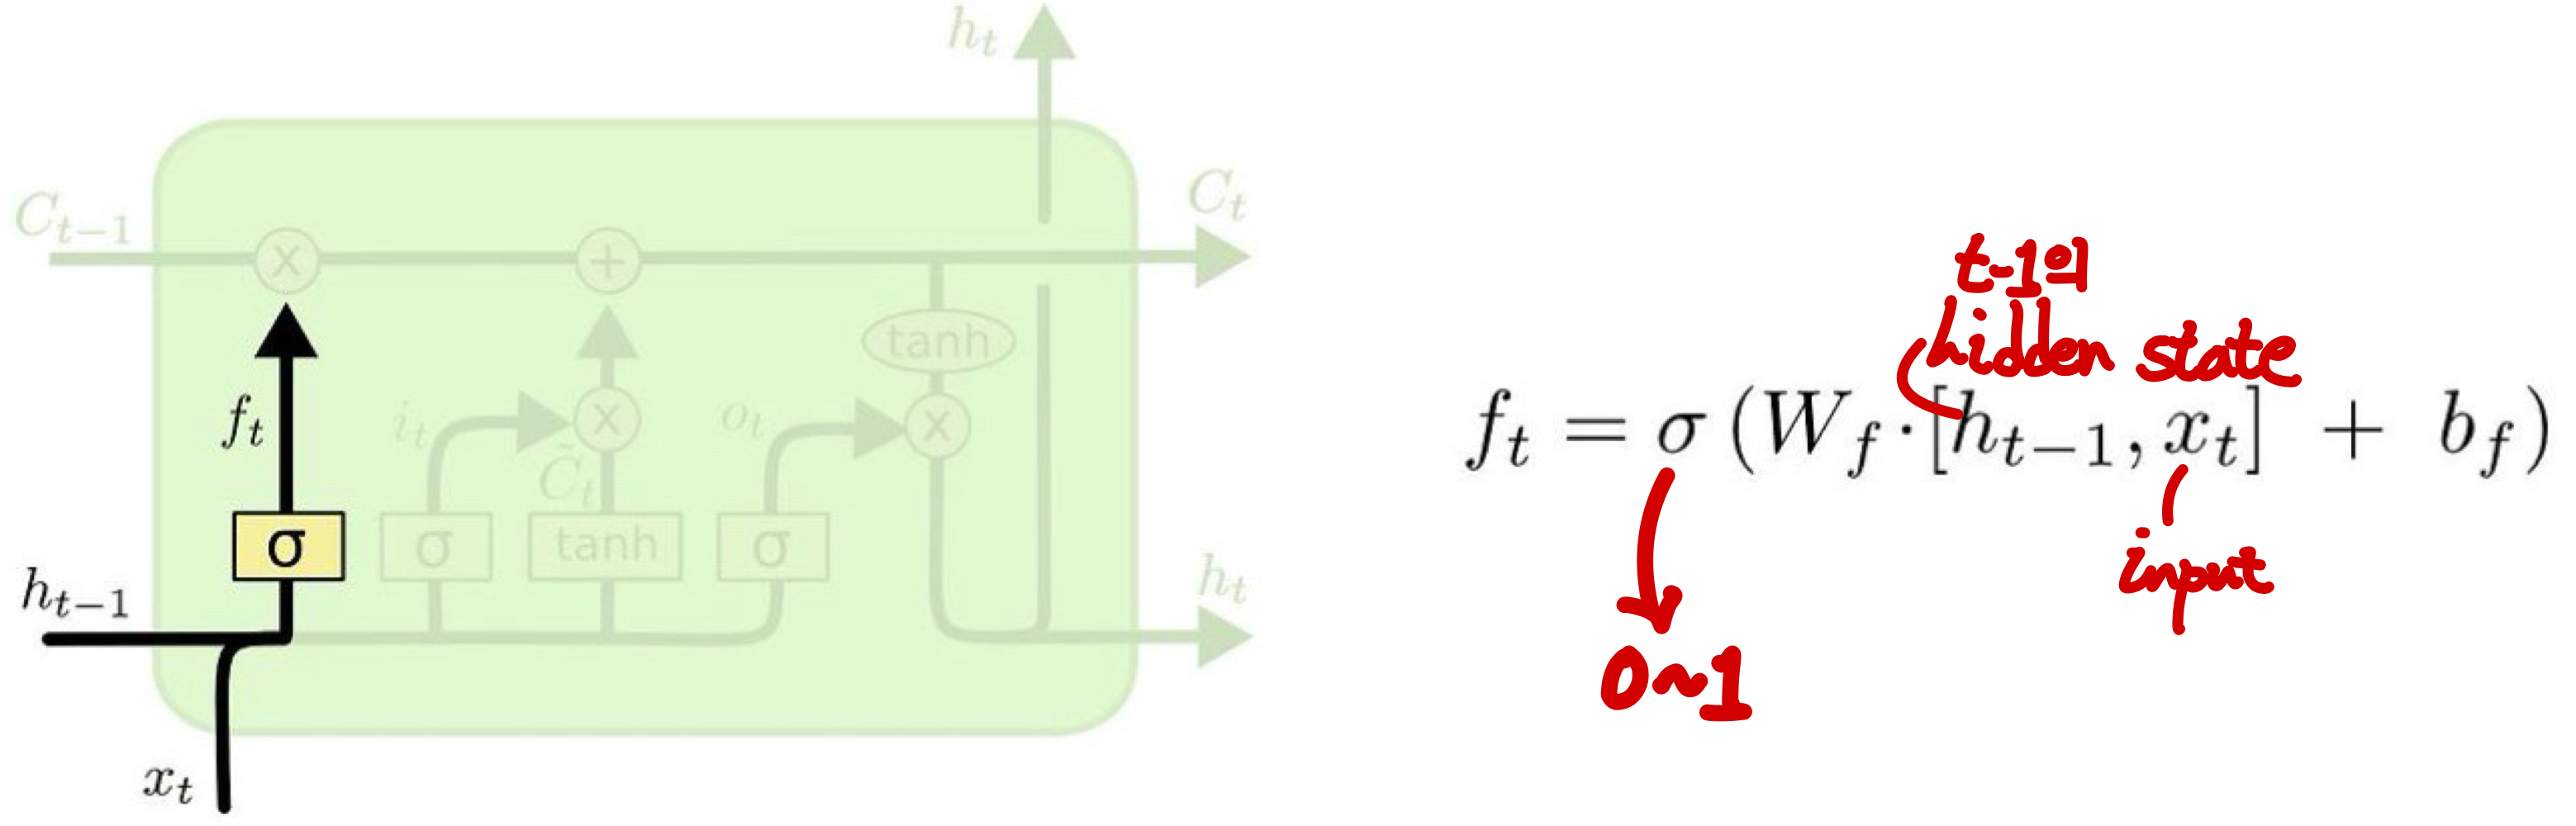 h_t
C_{t-1}
C_t
×
+
tanh
f_t
i_t
×
C̃_t
o_t
×
σ
σ
tanh
σ
h_{t-1}
h_t
x_t
t-1의
hidden state
f_t = σ (W_f · [h_{t-1}, x_t] + b_f)
input
0~1